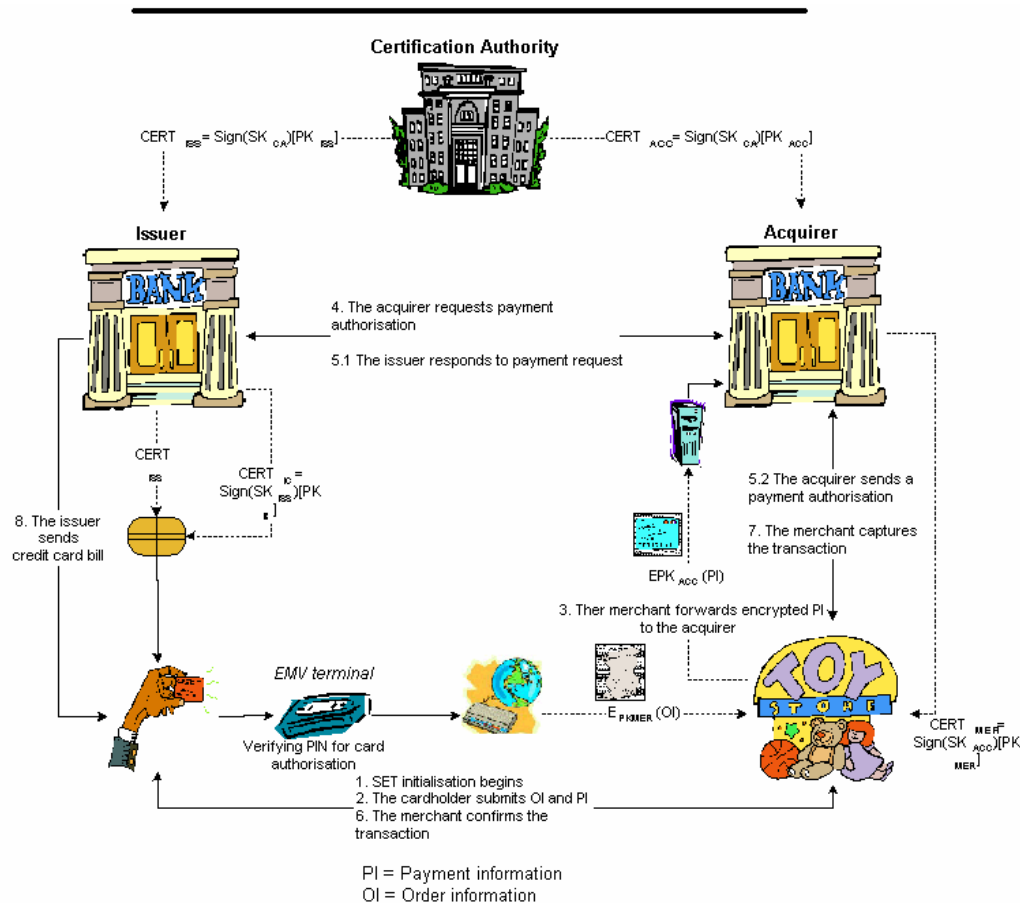 Certification Authority
CERT ISS= Sign(SK CA)[PK ISS]
CERT ACC= Sign(SK CA)[PK ACC]
Issuer
Acquirer
BANK
BANK
4. The acquirer requests payment
authorisation
5.1 The issuer responds to payment request
CERT
ISS
CERT IC =
Sign(SK ISS)[PK
]
5.2 The acquirer sends a
payment authorisation
7. The merchant captures
the transaction
8. The issuer
sends
credit card bill
EPK ACC (PI)
3. Ther merchant forwards encrypted PI
to the acquirer
EMV terminal
Verifying PIN for card
authorisation
E PKMER (OI)
TOY
STORE
CERT MER=
Sign(SK ACC)[PK
MER]
1. SET initialisation begins
2. The cardholder submits OI and PI
6. The merchant confirms the
transaction
PI = Payment information
OI = Order information